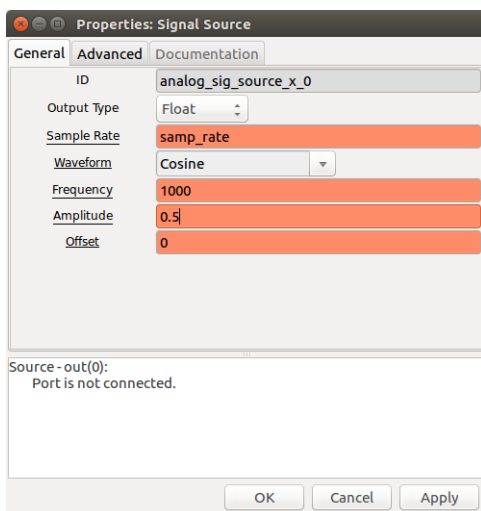 Properties: Signal Source
General Advanced Documentation
ID analog_sig_source_x_0
Output Type Float
Sample Rate samp_rate
Waveform Cosine
Frequency 1000
Amplitude 0.5
Offset 0
Source - out(0):
Port is not connected.
OK Cancel Apply